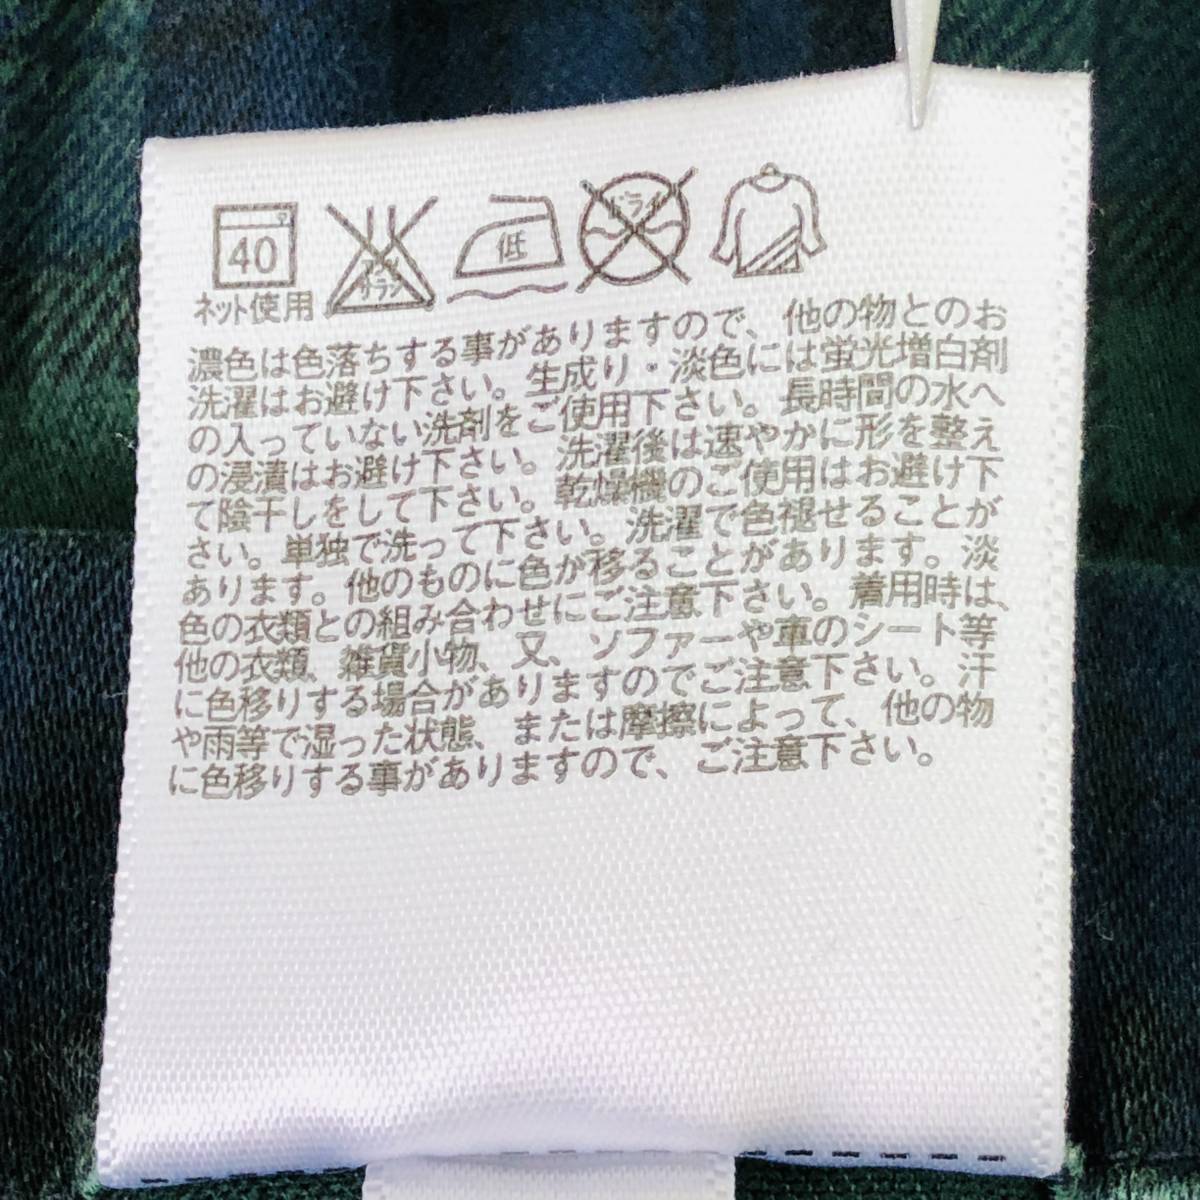 40
ネット使用
エンソ
サラシ
低
ドライ
濃色は色落ちする事がありますので、他の物とのお
洗濯はお避け下さい。生成り・淡色には蛍光増白剤
の入っていない洗剤をご使用下さい。長時間の水へ
の浸漬はお避け下さい。洗濯後は速やかに形を整え
て陰干しをして下さい。乾燥機のご使用はお避け下
さい。単独で洗って下さい。洗濯で色褪せることが
あります。他のものに色が移ることがあります。淡
色の衣類との組み合わせにご注意下さい。着用時は、
他の衣類、雑貨小物、又、ソファーや車のシート等
に色移りする場合がありますのでご注意下さい。汗
や雨等で湿った状態、または摩擦によって、他の物
に色移りする事がありますので、ご注意下さい。